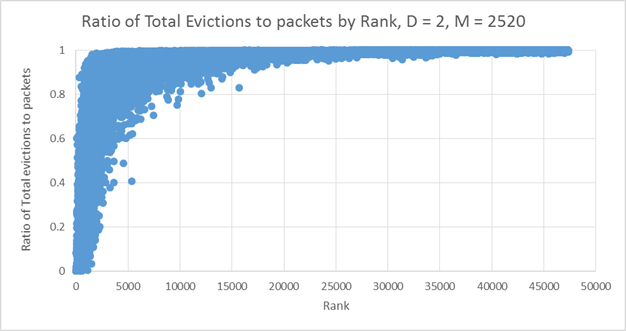 Ratio of Total Evictions to packets by Rank, D = 2, M = 2520
Ratio of Total evictions to packets
1
0.8
0.6
0.4
0.2
0
0 5000 10000 15000 20000 25000 30000 35000 40000 45000 50000
Rank